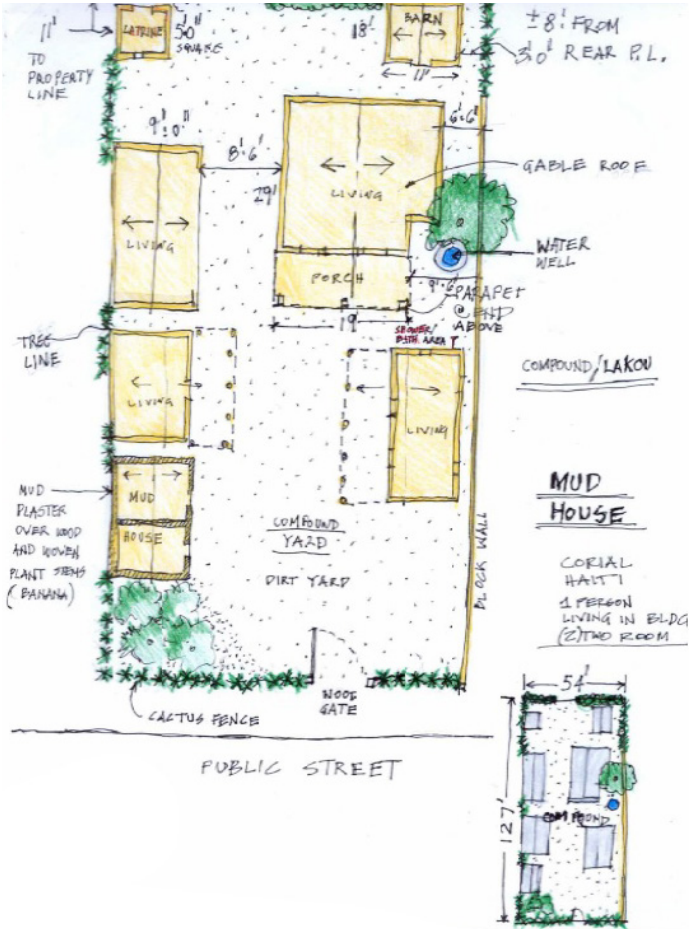 11'
TO
PROPERTY
LINE
LATRINE
5'0"
SQUARE
18'
BARN
11'
±8' FROM
3'0" REAR P.L.
9'0"
8'-6"
6'-6"
29'
LIVING
GABLE ROOF
LIVING
PORCH
WATER
WELL
9'-6"
PARAPET
@ END
ABOVE
19'
SHOWER/
BATH AREA
TREE
LINE
LIVING
LIVING
COMPOUND/LAKOU
MUD
PLASTER
OVER WOOD
AND WOVEN
PLANT STEMS
(BANANA)
MUD
HOUSE
COMPOUND
YARD
DIRT YARD
BLOCK WALL
MUD
HOUSE
CORIAL
HAITI
1 PERSON
LIVING IN BLDG
(2) TWO ROOM
WOOD
GATE
CACTUS FENCE
PUBLIC STREET
54'
127'
COMPOUND